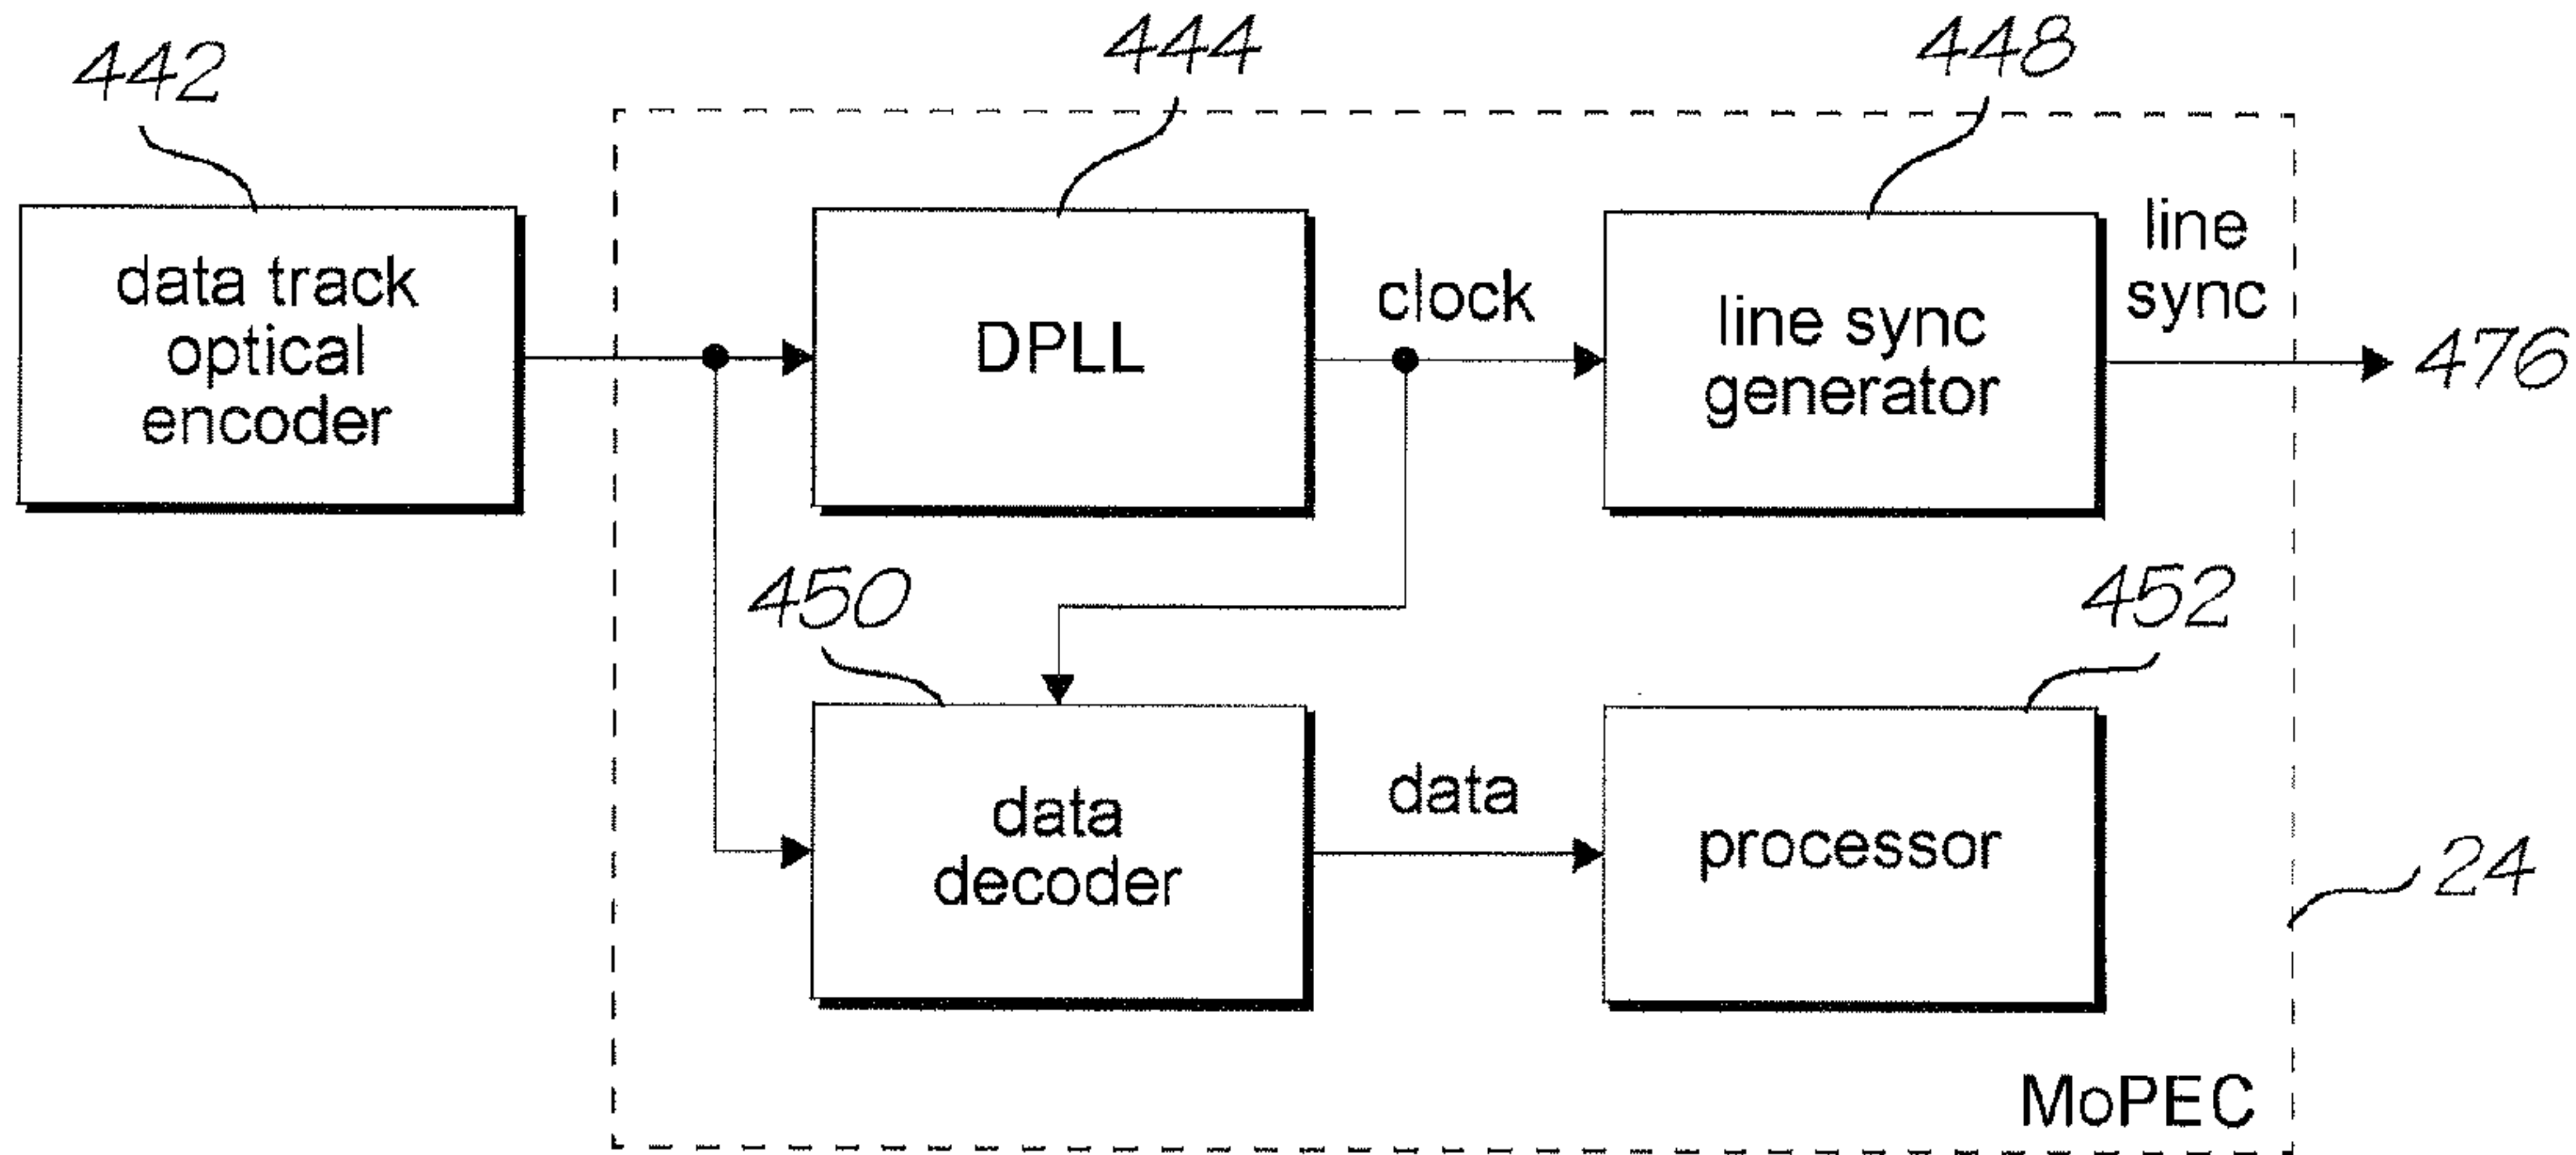 442
444
448
data track
optical
encoder
DPLL
clock
line sync
generator
line
sync
476
450
452
data
decoder
data
processor
24
MoPEC